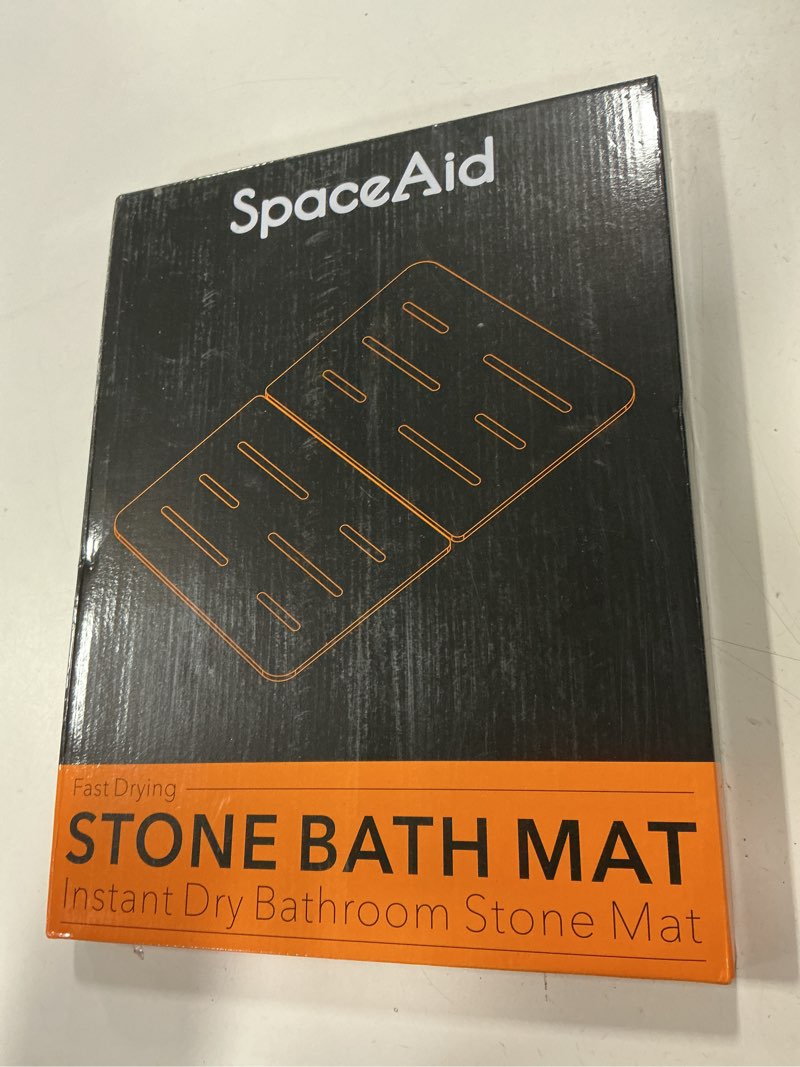 SpaceAid
Fast Drying
STONE BATH MAT
Instant Dry Bathroom Stone Mat